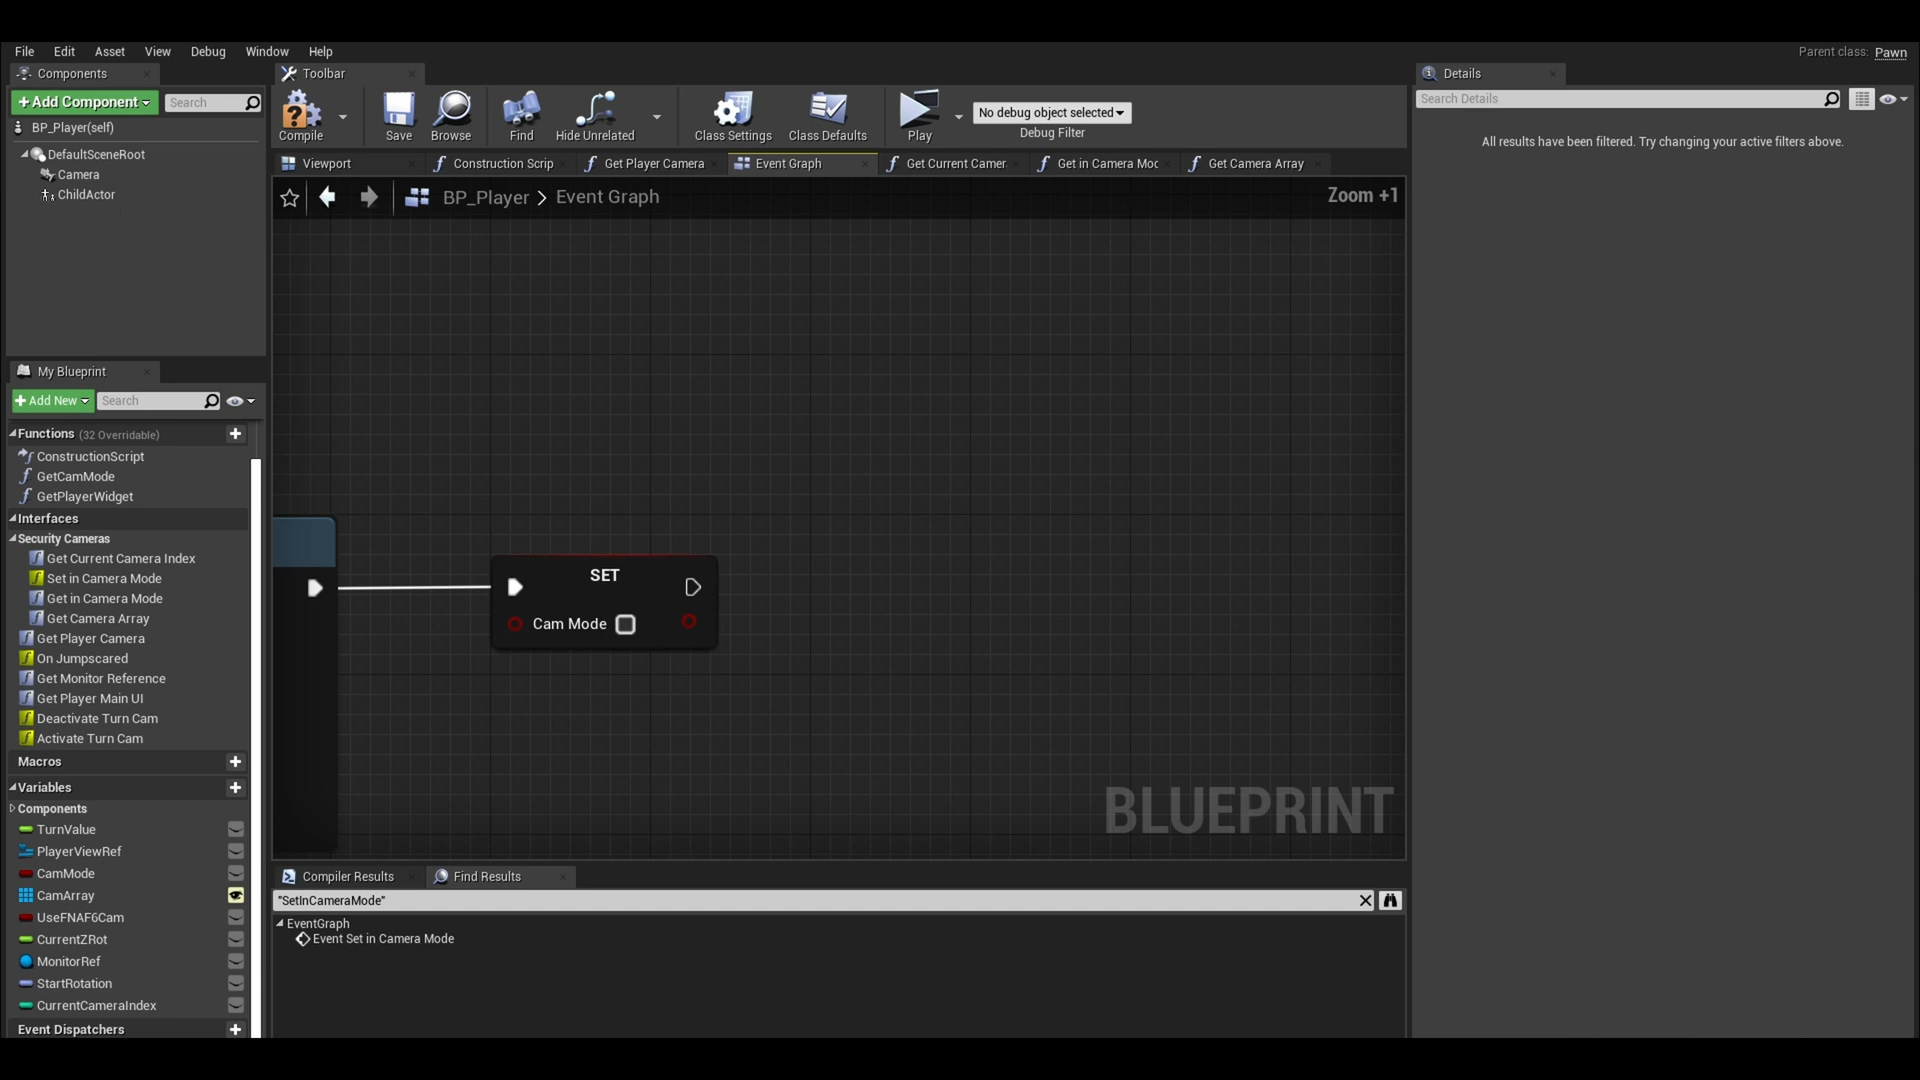 File Edit Asset View Debug Window Help
Parent class: Pawn
Components
Toolbar
Details
Add Component
Search
Compile
Save
Browse
Find
Hide Unrelated
Class Settings
Class Defaults
Play
No debug object selected
Debug Filter
Search Details
All results have been filtered. Try changing your active filters above.
BP_Player(self)
DefaultSceneRoot
Camera
ChildActor
Viewport
Construction Scrip
Get Player Camera
Event Graph
Get Current Camer
Get in Camera Moc
Get Camera Array
BP_Player > Event Graph
Zoom +1
My Blueprint
Add New
Search
Functions (32 Overridable)
ConstructionScript
GetCamMode
GetPlayerWidget
Interfaces
Security Cameras
Get Current Camera Index
Set in Camera Mode
Get in Camera Mode
Get Camera Array
Get Player Camera
On Jumpscared
Get Monitor Reference
Get Player Main UI
Deactivate Turn Cam
Activate Turn Cam
Macros
Variables
Components
TurnValue
PlayerViewRef
CamMode
CamArray
UseFNAF6Cam
CurrentZRot
MonitorRef
StartRotation
CurrentCameraIndex
Event Dispatchers
SET
Cam Mode
BLUEPRINT
Compiler Results
Find Results
"SetInCameraMode"
EventGraph
Event Set in Camera Mode